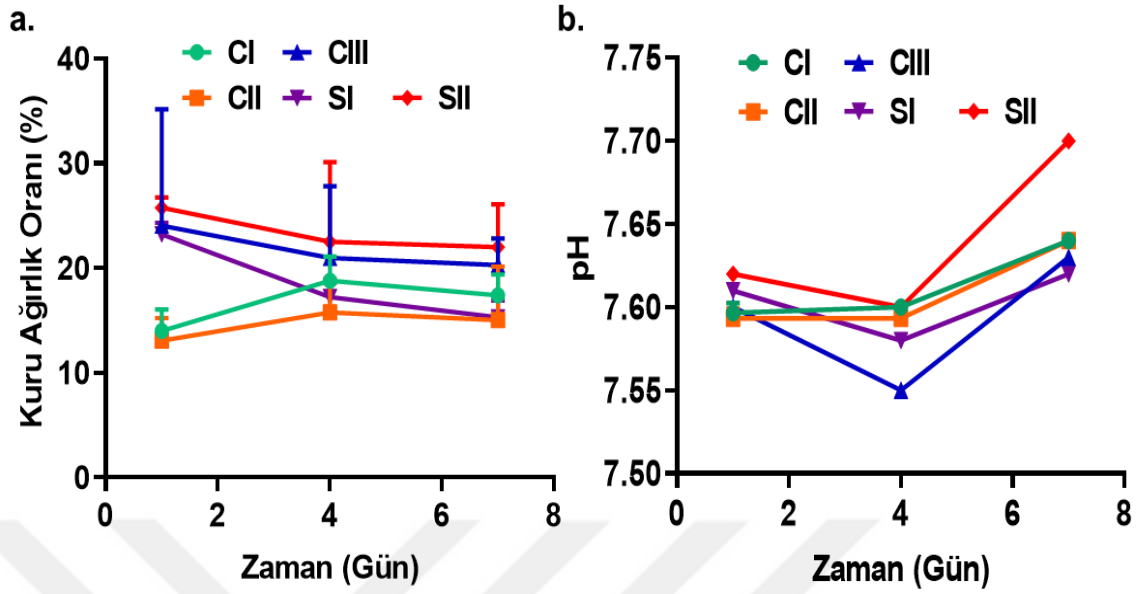 a.
CI CIII
CII SI SII
Kuru Ağırlık Oranı (%)
40
30
20
10
0
0 2 4 6 8
Zaman (Gün)
b.
CI CIII
CII SI SII
pH
7.75
7.70
7.65
7.60
7.55
7.50
0 2 4 6 8
Zaman (Gün)